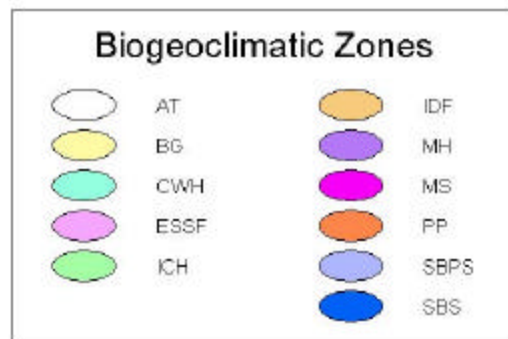 Biogeoclimatic Zones
AT
BG
CWH
ESSF
ICH
IDF
MH
MS
PP
SBPS
SBS